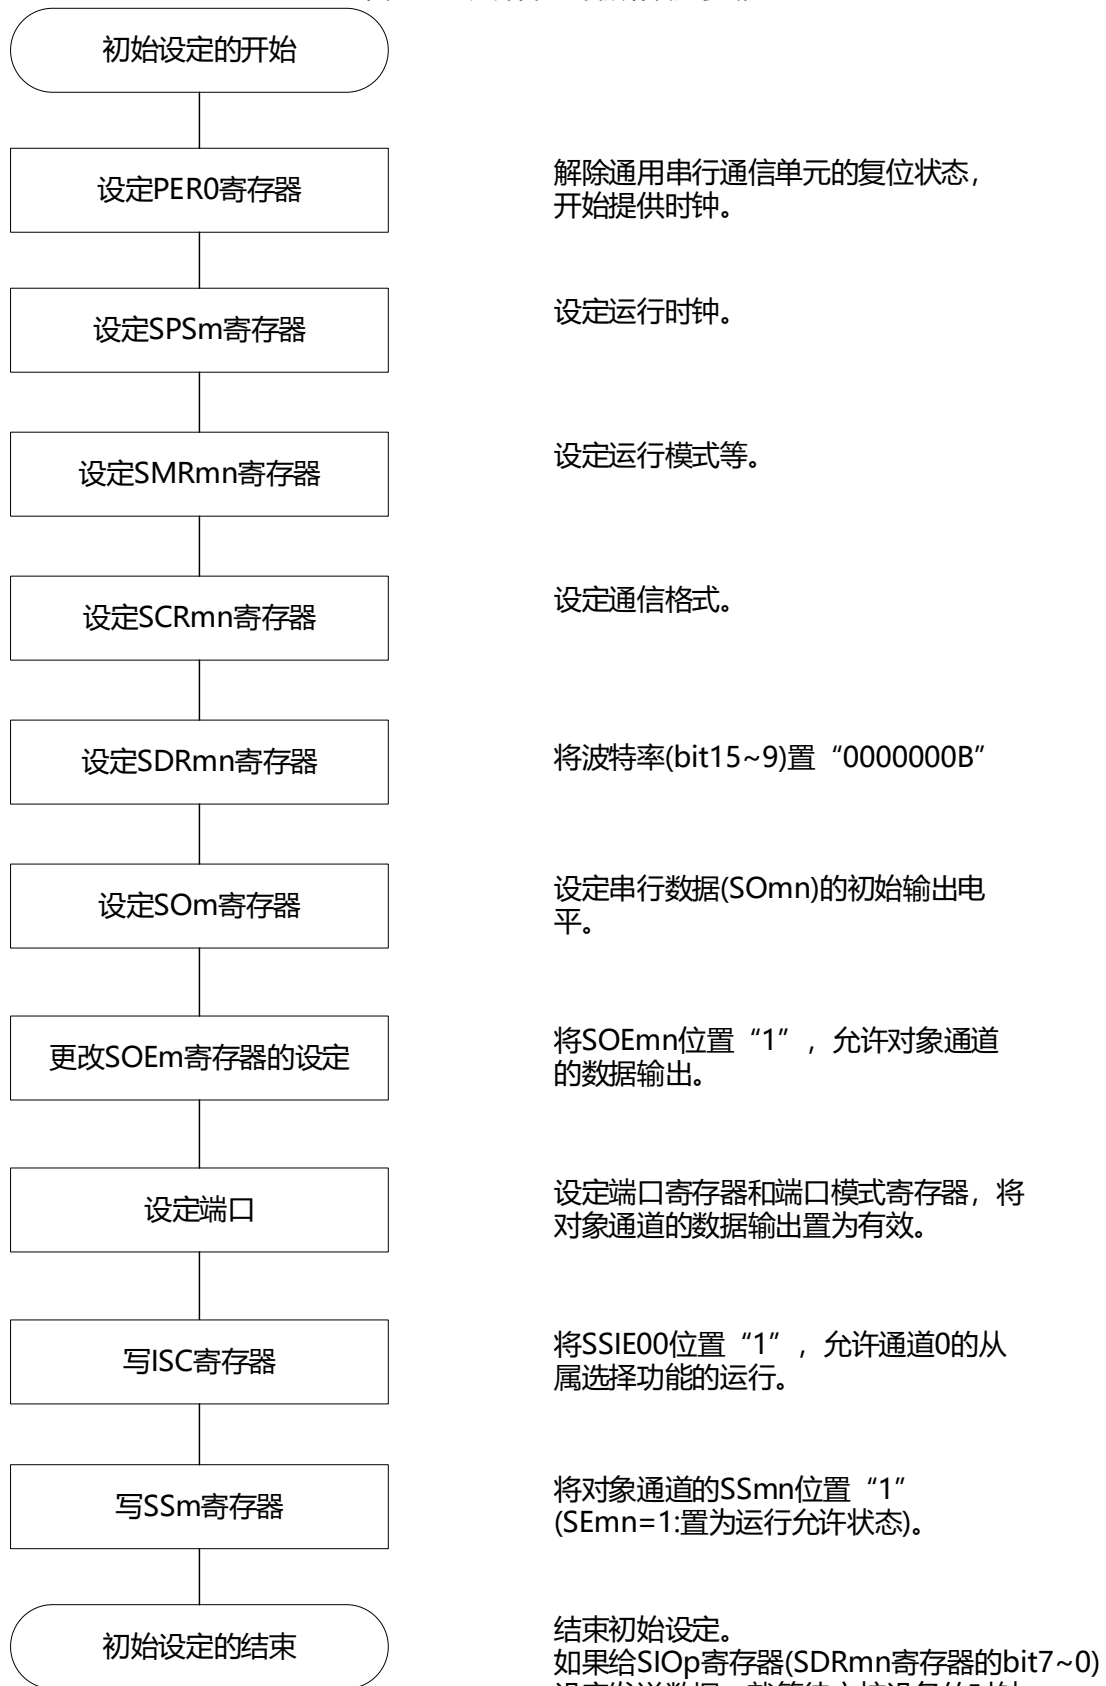 初始设定的开始
设定PER0寄存器
解除通用串行通信单元的复位状态，
开始提供时钟。
设定SPSm寄存器
设定运行时钟。
设定SMRmn寄存器
设定运行模式等。
设定SCRmn寄存器
设定通信格式。
设定SDRmn寄存器
将波特率(bit15~9)置“0000000B”
设定SOm寄存器
设定串行数据(SOmn)的初始输出电
平。
更改SOEm寄存器的设定
将SOEmn位置“1”，允许对象通道
的数据输出。
设定端口
设定端口寄存器和端口模式寄存器，将
对象通道的数据输出置为有效。
写ISC寄存器
将SSIE00位置“1”，允许通道0的从
属选择功能的运行。
写SSm寄存器
将对象通道的SSmn位置“1”
(SEmn=1:置为运行允许状态)。
初始设定的结束
结束初始设定。
如果给SIOp寄存器(SDRmn寄存器的bit7~0)